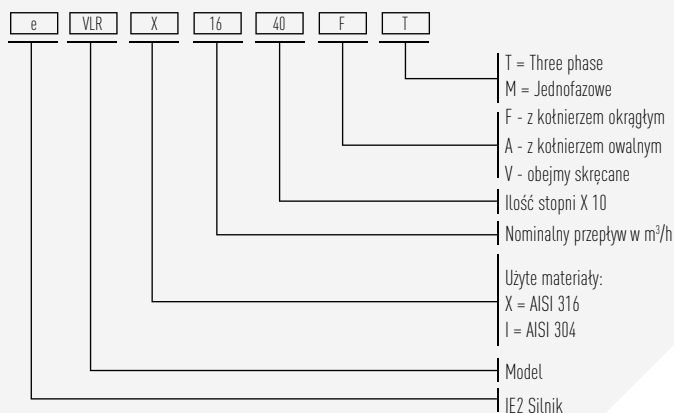 e VLR X 16 40 F T
T = Three phase
M = Jednofazowe
F - z kołnierzem okrągłym
A - z kołnierzem owalnym
V - obejmy skręcane
Ilość stopni X 10
Nominalny przepływ w m³/h
Użyte materiały:
X = AISI 316
I = AISI 304
Model
IE2 Silnik